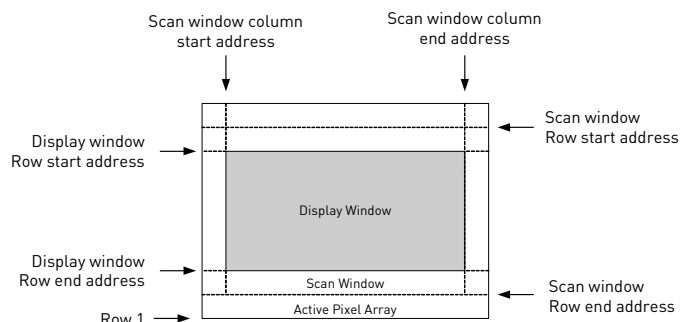 Scan window column
start address
Scan window column
end address
Scan window
Row start address
Display window
Row start address
Display Window
Display window
Row end address
Scan Window
Scan window
Row end address
Active Pixel Array
Row 1